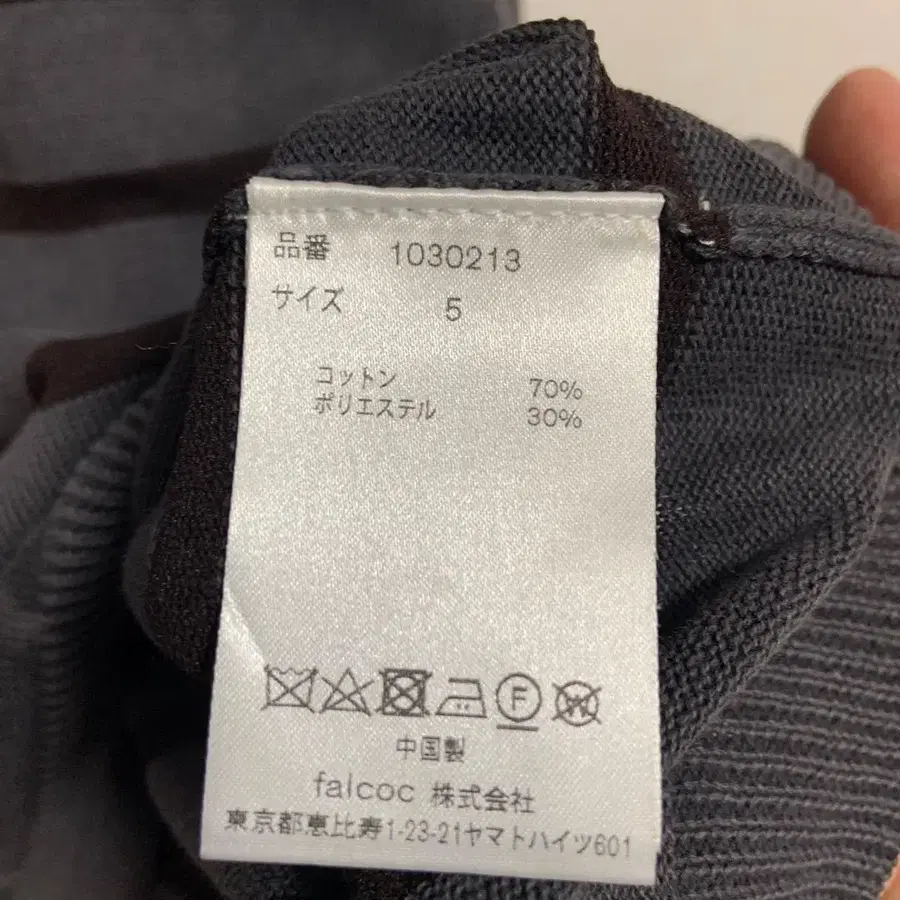 品番 1030213
サイズ 5
コットン 70%
ポリエステル 30%
F W
中国製
falcoc 株式会社
東京都恵比寿1-23-21ヤマトハイツ601